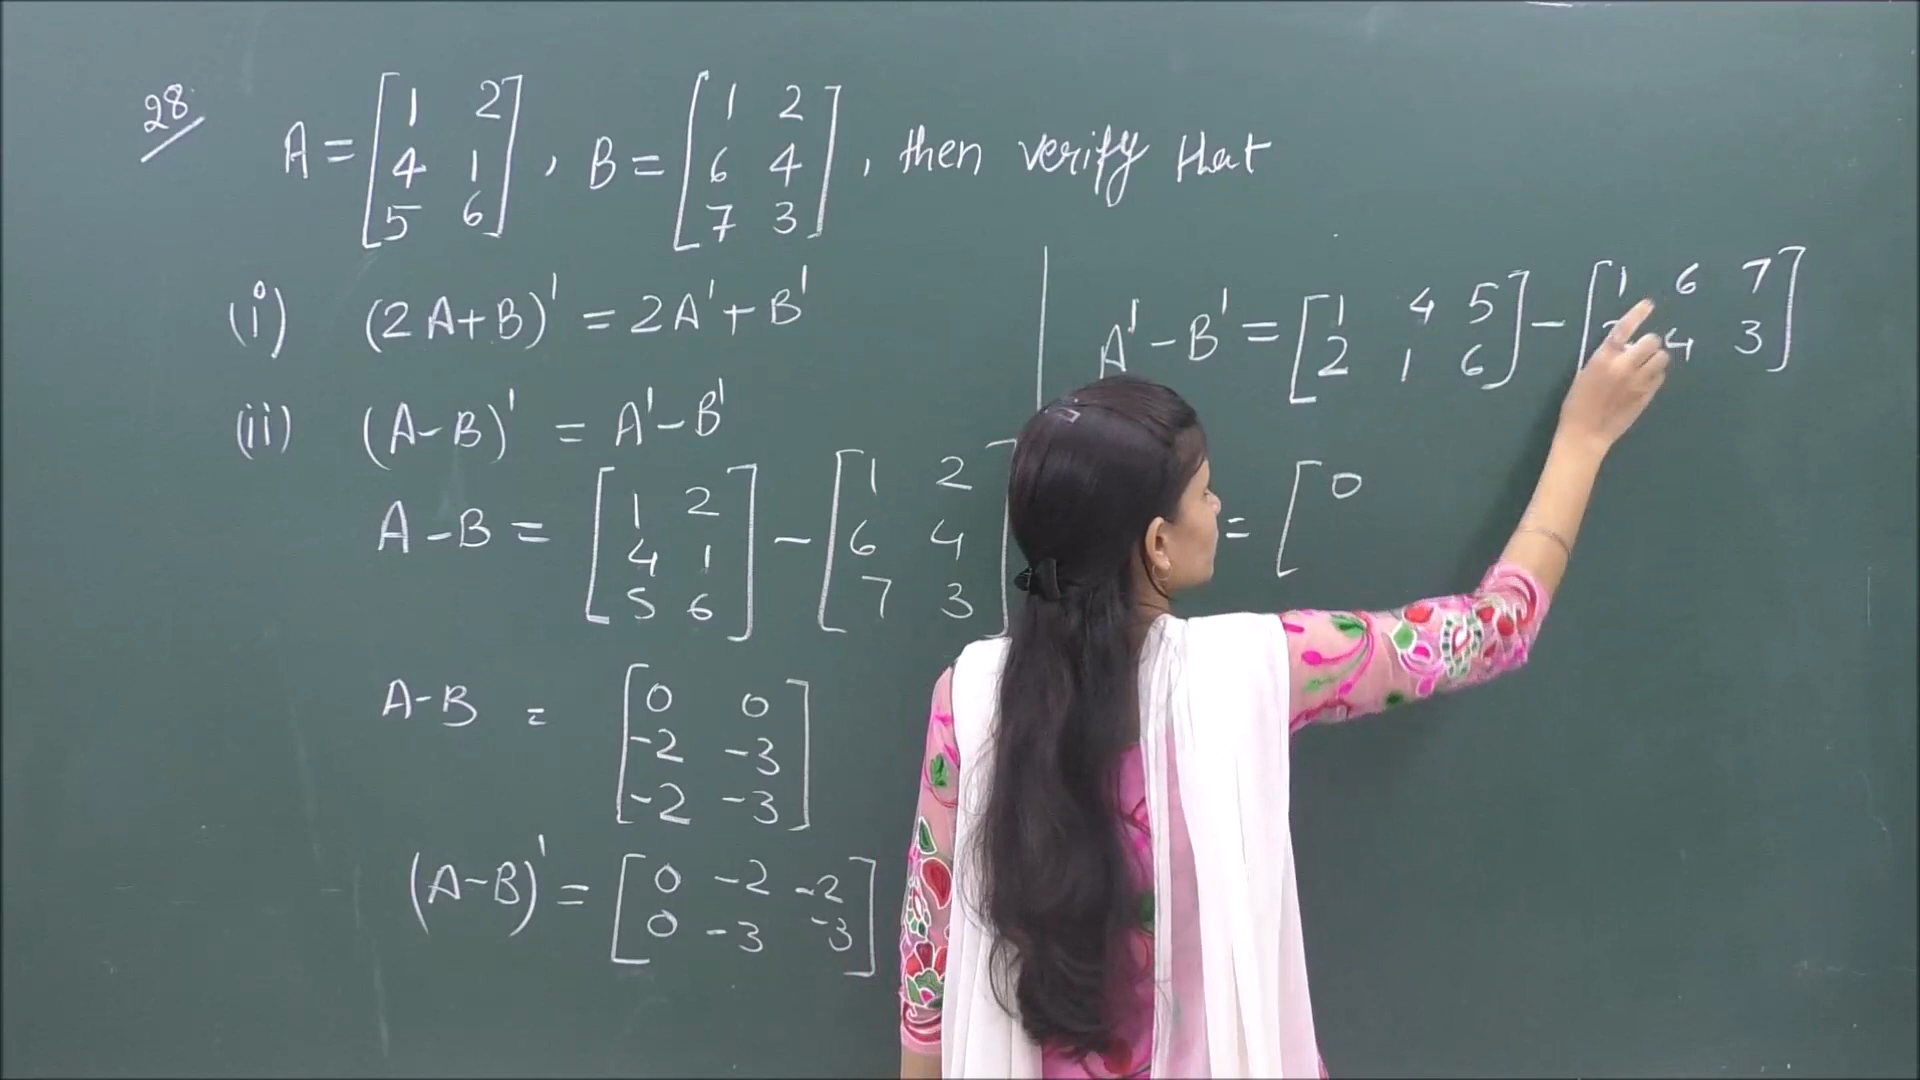 28
A = [1 2
4 1
5 6], B = [1 2
6 4
7 3], then verify that
(i) (2A+B)' = 2A' + B'
(ii) (A-B)' = A' - B'
A - B = [1 2
4 1
5 6] - [1 2
6 4
7 3]
A-B = [0 0
-2 -3
-2 -3]
(A-B)' = [0 -2 -2
0 -3 -3]
A' - B' = [1 4 5
2 1 6] - [1 6 7
4 3]
= [0